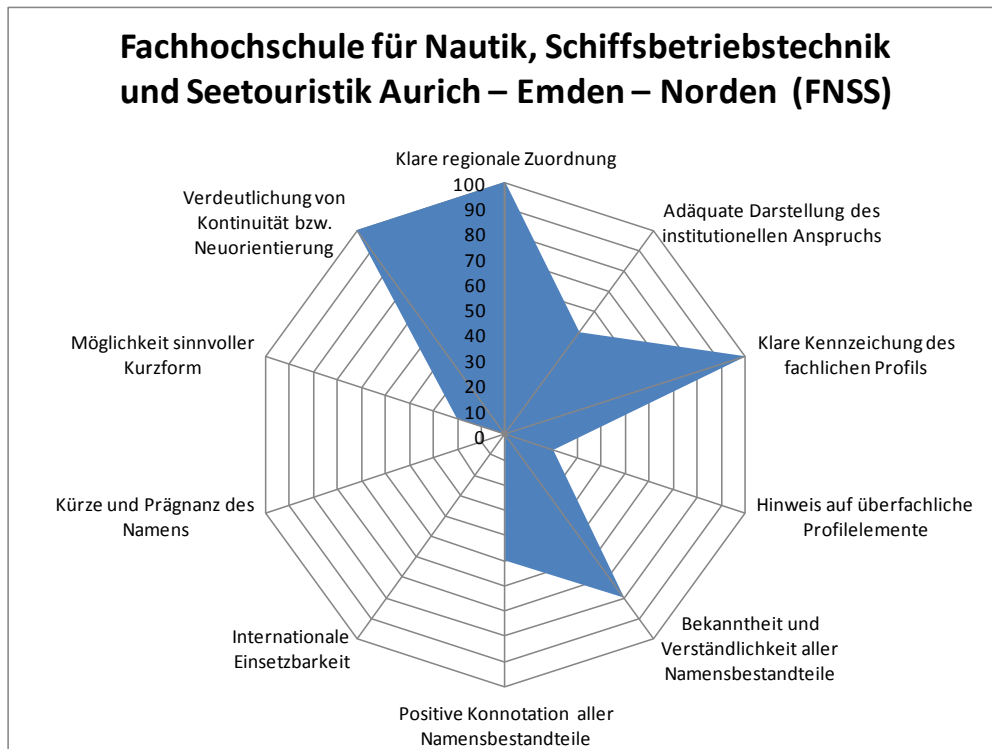 Fachhochschule für Nautik, Schiffsbetriebstechnik
und Seetouristik Aurich – Emden – Norden (FNSS)
Klare regionale Zuordnung
Adäquate Darstellung des
institutionellen Anspruchs
Klare Kennzeichung des
fachlichen Profils
Hinweis auf überfachliche
Profilelemente
Bekanntheit und
Verständlichkeit aller
Namensbestandteile
Positive Konnotation aller
Namensbestandteile
Internationale
Einsetzbarkeit
Kürze und Prägnanz des
Namens
Möglichkeit sinnvoller
Kurzform
Verdeutlichung von
Kontinuität bzw.
Neuorientierung
100
90
80
70
60
50
40
30
20
10
0